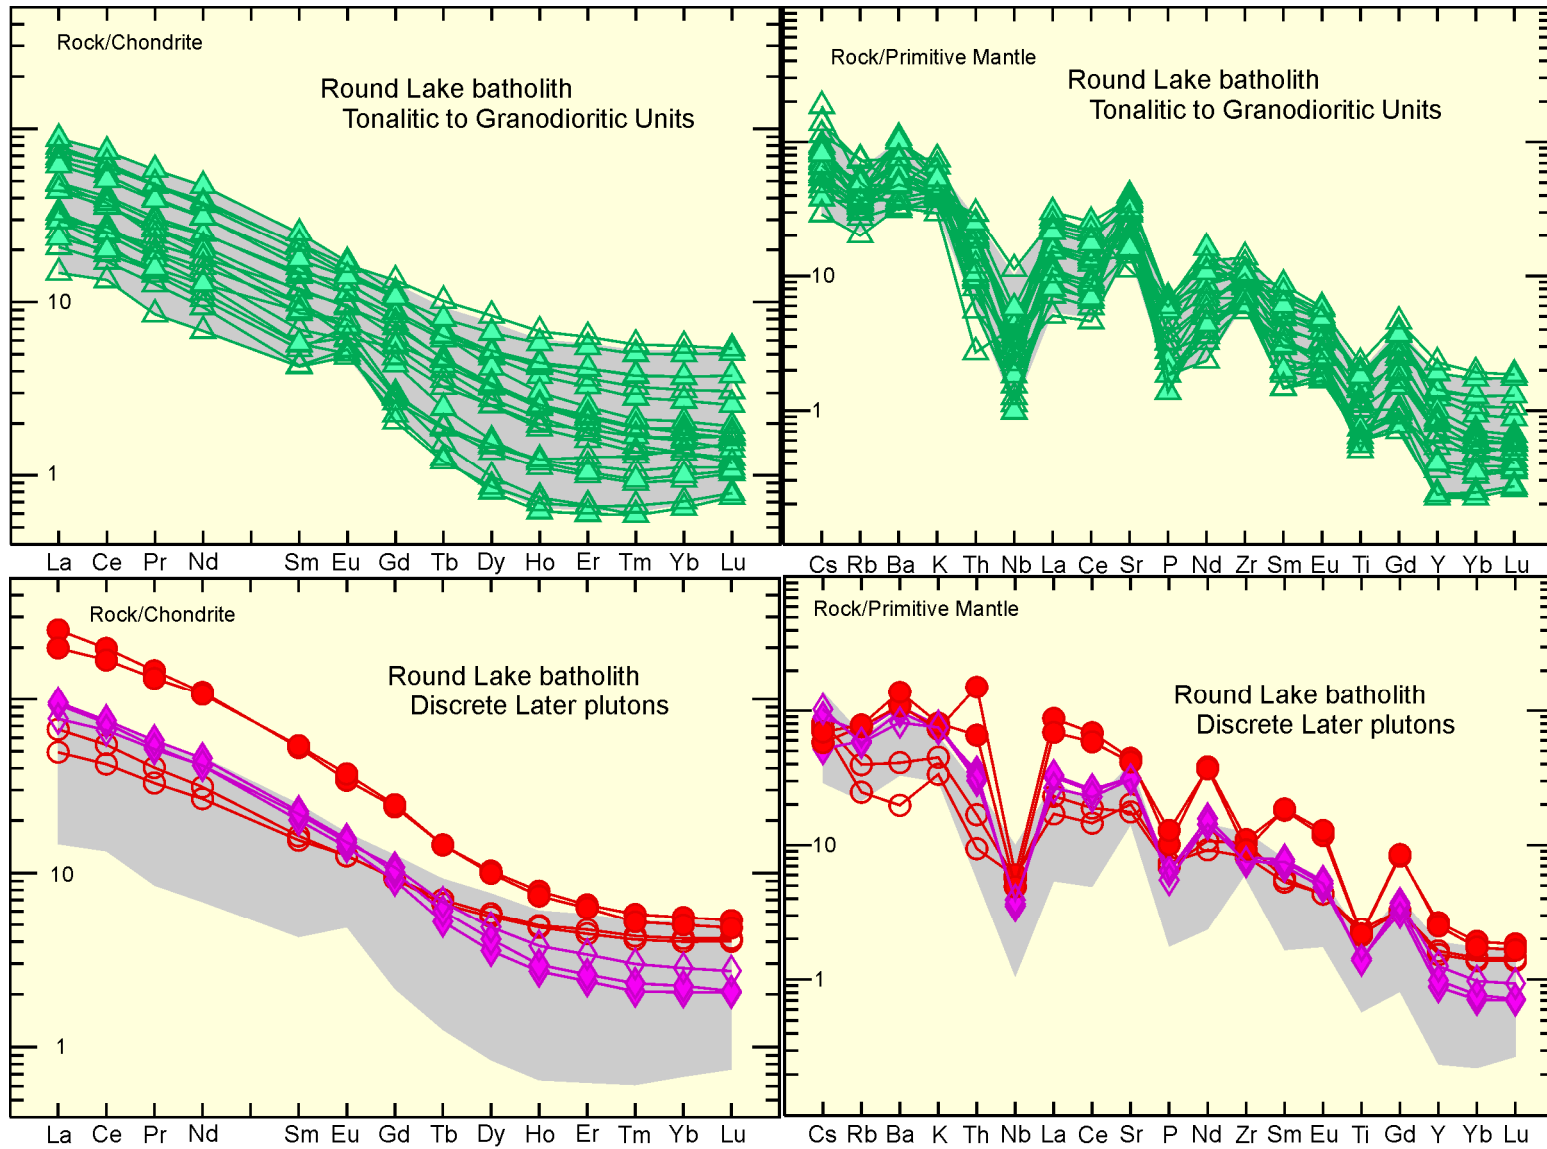 Rock/Chondrite
Round Lake batholith
Tonalitic to Granodioritic Units
10
1
La Ce Pr Nd Sm Eu Gd Tb Dy Ho Er Tm Yb Lu
Rock/Primitive Mantle
Round Lake batholith
Tonalitic to Granodioritic Units
10
1
Cs Rb Ba K Th Nb La Ce Sr P Nd Zr Sm Eu Ti Gd Y Yb Lu
Rock/Chondrite
Round Lake batholith
Discrete Later plutons
10
1
La Ce Pr Nd Sm Eu Gd Tb Dy Ho Er Tm Yb Lu
Rock/Primitive Mantle
Round Lake batholith
Discrete Later plutons
10
1
Cs Rb Ba K Th Nb La Ce Sr P Nd Zr Sm Eu Ti Gd Y Yb Lu